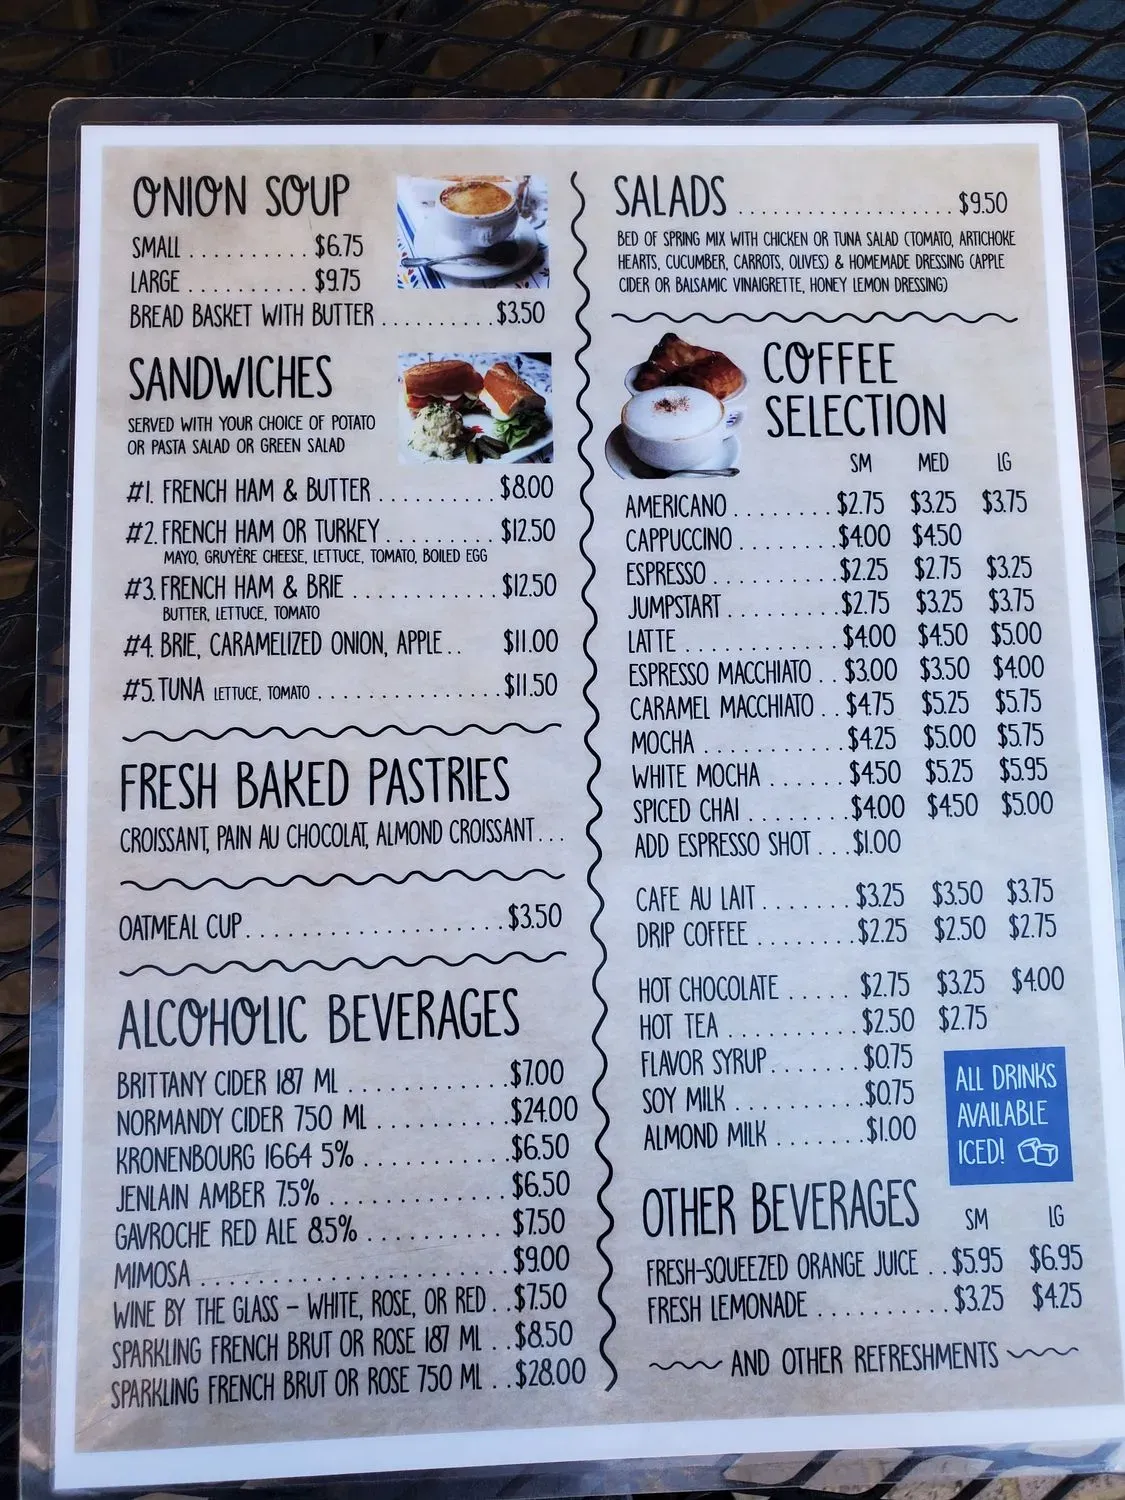 ONION SOUP
SMALL .......... $6.75
LARGE .......... $9.75
BREAD BASKET WITH BUTTER .......... $3.50
SANDWICHES
SERVED WITH YOUR CHOICE OF POTATO
OR PASTA SALAD OR GREEN SALAD
#1. FRENCH HAM & BUTTER .......... $8.00
#2. FRENCH HAM OR TURKEY .......... $12.50
MAYO, GRUYÈRE CHEESE, LETTUCE, TOMATO, BOILED EGG
#3. FRENCH HAM & BRIE .......... $12.50
BUTTER, LETTUCE, TOMATO
#4. BRIE, CARAMELIZED ONION, APPLE .. $11.00
#5. TUNA LETTUCE, TOMATO .......... $11.50
FRESH BAKED PASTRIES
CROISSANT, PAIN AU CHOCOLAT, ALMOND CROISSANT ...
OATMEAL CUP .......... $3.50
ALCOHOLIC BEVERAGES
BRITTANY CIDER 187 ML .......... $7.00
NORMANDY CIDER 750 ML .......... $24.00
KRONENBOURG 1664 5% .......... $6.50
JENLAIN AMBER 7.5% .......... $6.50
GAVROCHE RED ALE 8.5% .......... $7.50
MIMOSA .......... $9.00
WINE BY THE GLASS – WHITE, ROSE, OR RED .. $7.50
SPARKLING FRENCH BRUT OR ROSE 187 ML .. $8.50
SPARKLING FRENCH BRUT OR ROSE 750 ML .. $28.00
SALADS .......... $9.50
BED OF SPRING MIX WITH CHICKEN OR TUNA SALAD (TOMATO, ARTICHOKE
HEARTS, CUCUMBER, CARROTS, OLIVES) & HOMEMADE DRESSING (APPLE
CIDER OR BALSAMIC VINAIGRETTE, HONEY LEMON DRESSING)
COFFEE
SELECTION
SM MED LG
AMERICANO ........ $2.75 $3.25 $3.75
CAPPUCCINO ........ $4.00 $4.50
ESPRESSO .......... $2.25 $2.75 $3.25
JUMPSTART ......... $2.75 $3.25 $3.75
LATTE ............ $4.00 $4.50 $5.00
ESPRESSO MACCHIATO .. $3.00 $3.50 $4.00
CARAMEL MACCHIATO .. $4.75 $5.25 $5.75
MOCHA .......... $4.25 $5.00 $5.75
WHITE MOCHA ...... $4.50 $5.25 $5.95
SPICED CHAI ........ $4.00 $4.50 $5.00
ADD ESPRESSO SHOT ... $1.00
CAFE AU LAIT ....... $3.25 $3.50 $3.75
DRIP COFFEE ........ $2.25 $2.50 $2.75
HOT CHOCOLATE ..... $2.75 $3.25 $4.00
HOT TEA .......... $2.50 $2.75
FLAVOR SYRUP ....... $0.75
SOY MILK .......... $0.75
ALMOND MILK ....... $1.00
ALL DRINKS
AVAILABLE
ICED!
OTHER BEVERAGES
SM LG
FRESH-SQUEEZED ORANGE JUICE .. $5.95 $6.95
FRESH LEMONADE .......... $3.25 $4.25
AND OTHER REFRESHMENTS